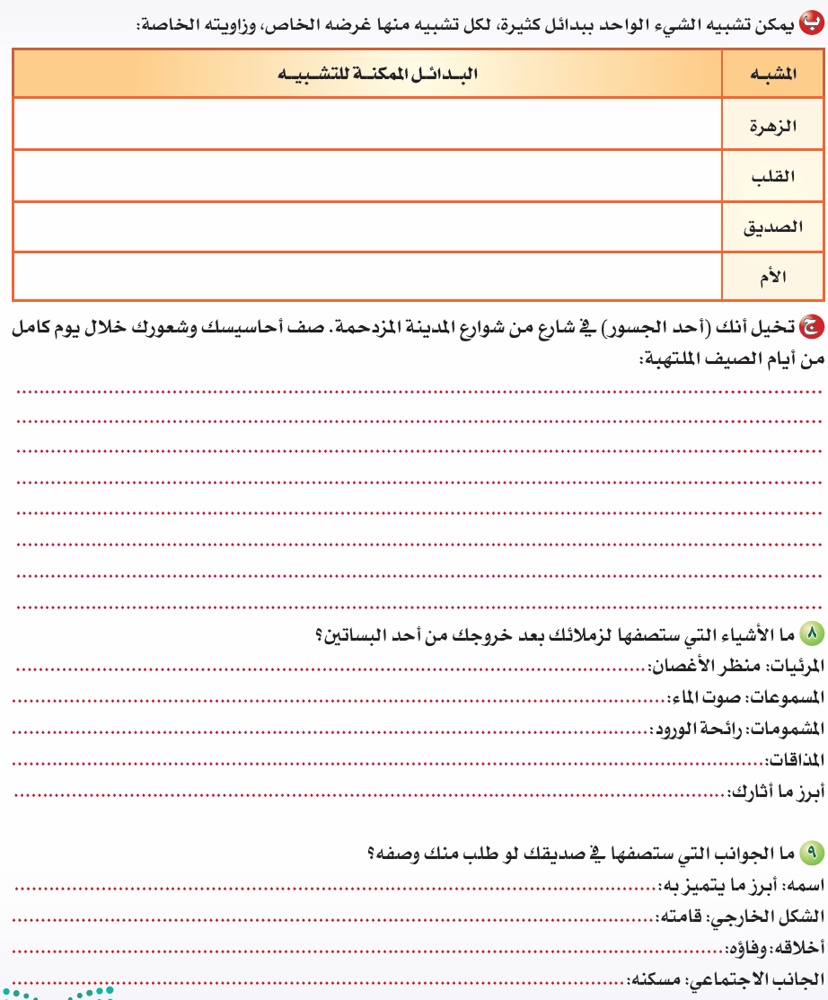 ب يمكن تشبيه الشيء الواحد ببدائل كثيرة، لكل تشبيه منها غرضه الخاص، وزاويته الخاصة:
المشبه البدائل الممكنة للتشبيه
الزهرة
القلب
الصديق
الأم
ج تخيل أنك (أحد الجسور) في شارع من شوارع المدينة المزدحمة. صف أحاسيسك وشعورك خلال يوم كامل
من أيام الصيف الملتهبة:
٨ ما الأشياء التي ستصفها لزملائك بعد خروجك من أحد البساتين؟
المرئيات: منظر الأغصان:
المسموعات: صوت الماء:
المشمومات: رائحة الورود:
المذاقات:
أبرز ما أثارك:
٩ ما الجوانب التي ستصفها في صديقك لو طلب منك وصفه؟
اسمه: أبرز ما يتميز به:
الشكل الخارجي: قامته:
أخلاقه: وفاؤه:
الجانب الاجتماعي: مسكنه: